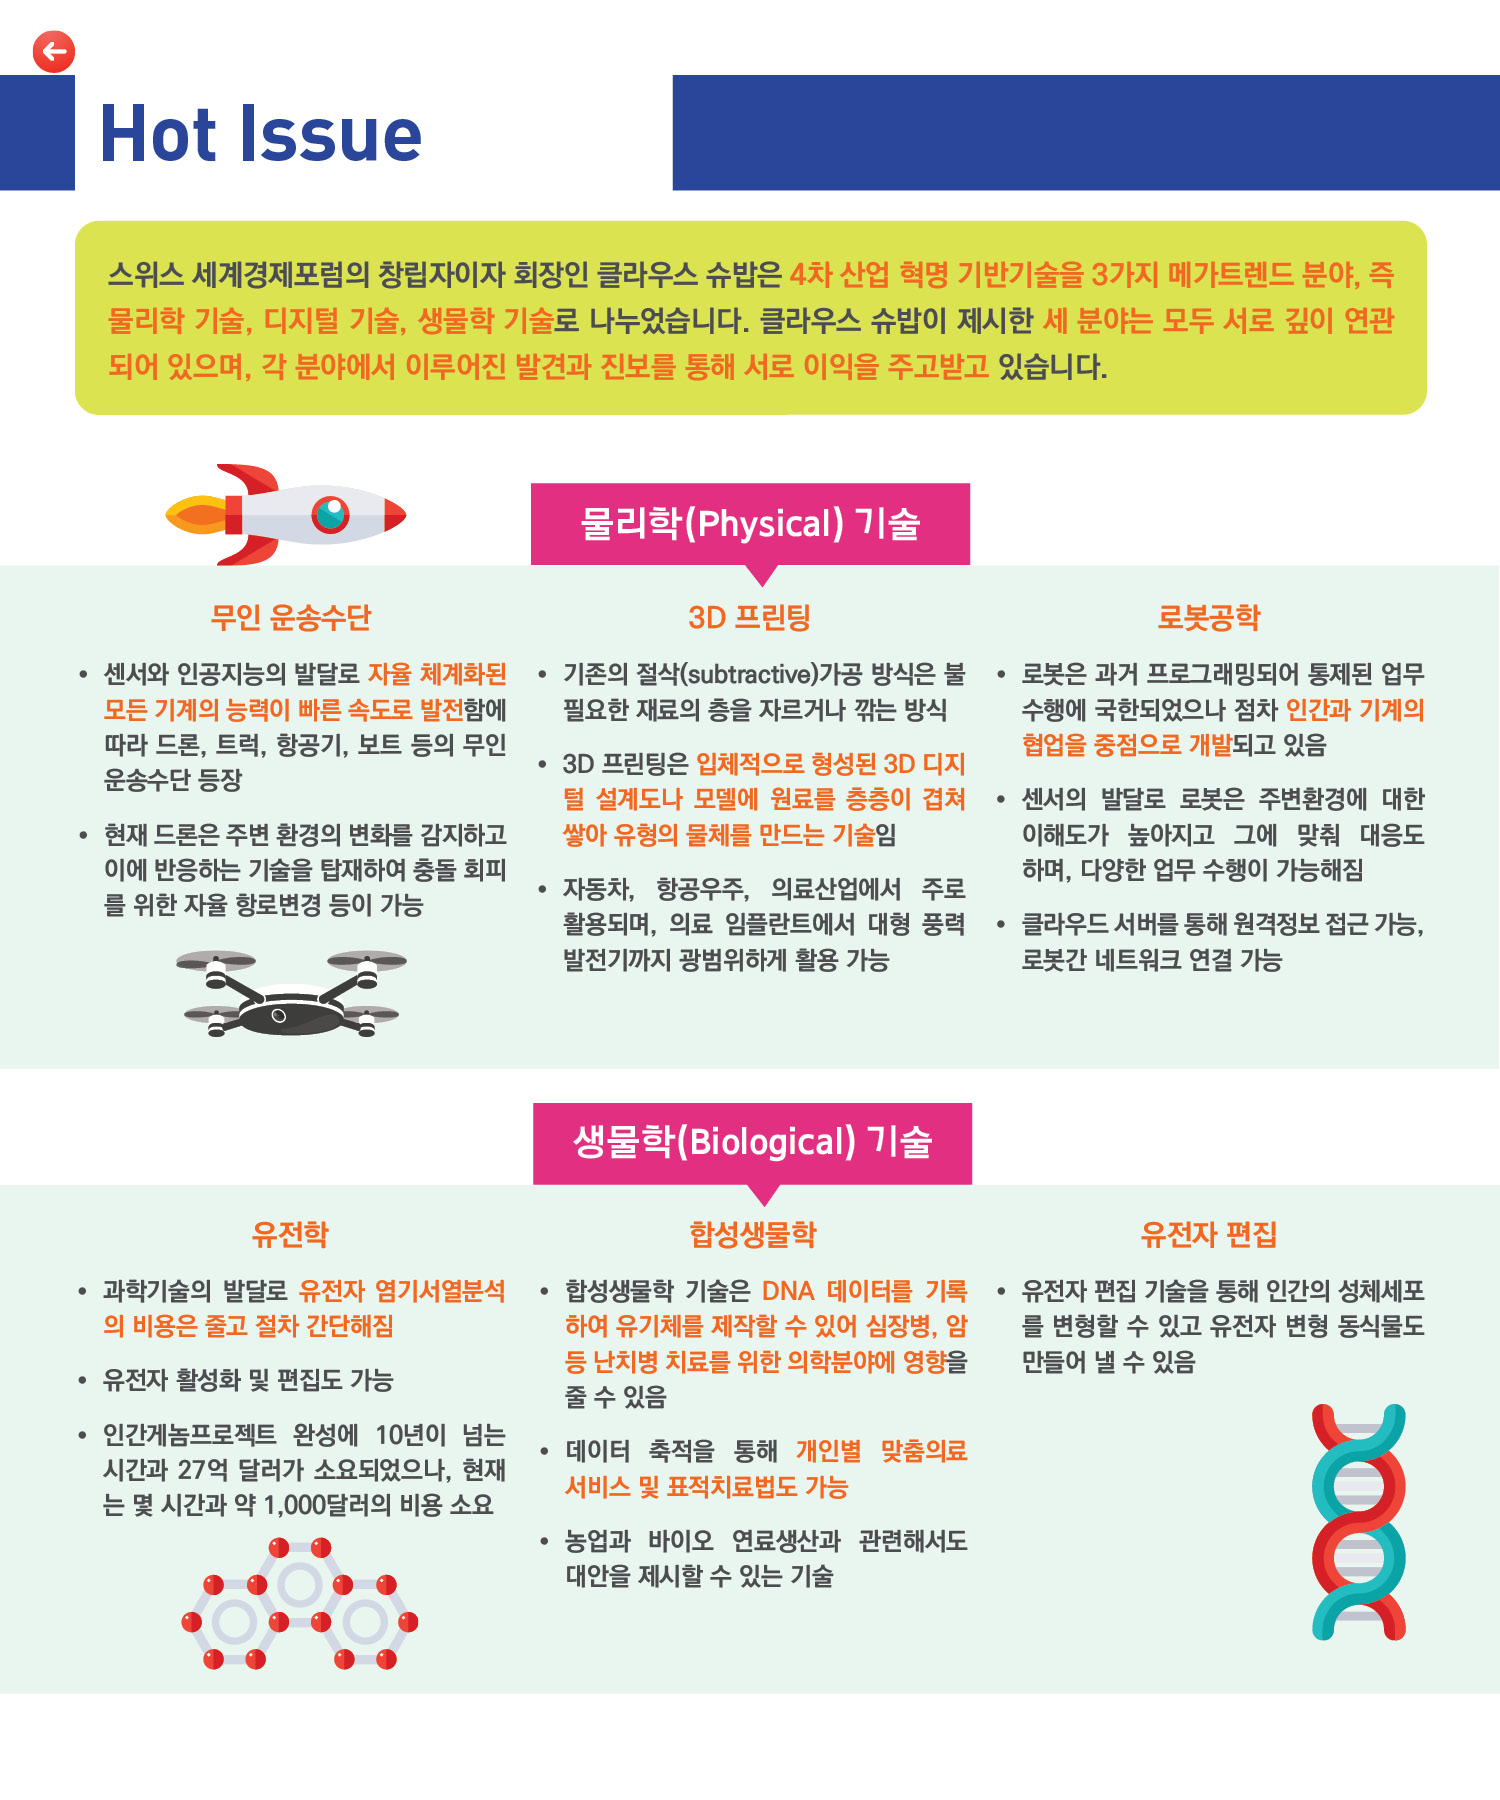 Hot Issue
스위스 세계경제포럼의 창립자이자 회장인 클라우스 슈밥은 4차 산업 혁명 기반기술을 3가지 메가트렌드 분야, 즉
물리학 기술, 디지털 기술, 생물학 기술로 나누었습니다. 클라우스 슈밥이 제시한 세 분야는 모두 서로 깊이 연관
되어 있으며, 각 분야에서 이루어진 발견과 진보를 통해 서로 이익을 주고받고 있습니다.
물리학(Physical) 기술
무인 운송수단
• 센서와 인공지능의 발달로 자율 체계화된
모든 기계의 능력이 빠른 속도로 발전함에
따라 드론, 트럭, 항공기, 보트 등의 무인
운송수단 등장
• 현재 드론은 주변 환경의 변화를 감지하고
이에 반응하는 기술을 탑재하여 충돌 회피
를 위한 자율 항로변경 등이 가능
3D 프린팅
• 기존의 절삭(subtractive)가공 방식은 불
필요한 재료의 층을 자르거나 깎는 방식
• 3D 프린팅은 입체적으로 형성된 3D 디지
털 설계도나 모델에 원료를 층층이 겹쳐
쌓아 유형의 물체를 만드는 기술임
• 자동차, 항공우주, 의료산업에서 주로
활용되며, 의료 임플란트에서 대형 풍력
발전기까지 광범위하게 활용 가능
로봇공학
• 로봇은 과거 프로그래밍되어 통제된 업무
수행에 국한되었으나 점차 인간과 기계의
협업을 중점으로 개발되고 있음
• 센서의 발달로 로봇은 주변환경에 대한
이해도가 높아지고 그에 맞춰 대응도
하며, 다양한 업무 수행이 가능해짐
• 클라우드 서버를 통해 원격정보 접근 가능,
로봇간 네트워크 연결 가능
생물학(Biological) 기술
유전학
• 과학기술의 발달로 유전자 염기서열분석
의 비용은 줄고 절차 간단해짐
• 유전자 활성화 및 편집도 가능
• 인간게놈프로젝트 완성에 10년이 넘는
시간과 27억 달러가 소요되었으나, 현재
는 몇 시간과 약 1,000달러의 비용 소요
합성생물학
• 합성생물학 기술은 DNA 데이터를 기록
하여 유기체를 제작할 수 있어 심장병, 암
등 난치병 치료를 위한 의학분야에 영향을
줄 수 있음
• 데이터 축적을 통해 개인별 맞춤의료
서비스 및 표적치료법도 가능
• 농업과 바이오 연료생산과 관련해서도
대안을 제시할 수 있는 기술
유전자 편집
• 유전자 편집 기술을 통해 인간의 성체세포
를 변형할 수 있고 유전자 변형 동식물도
만들어 낼 수 있음